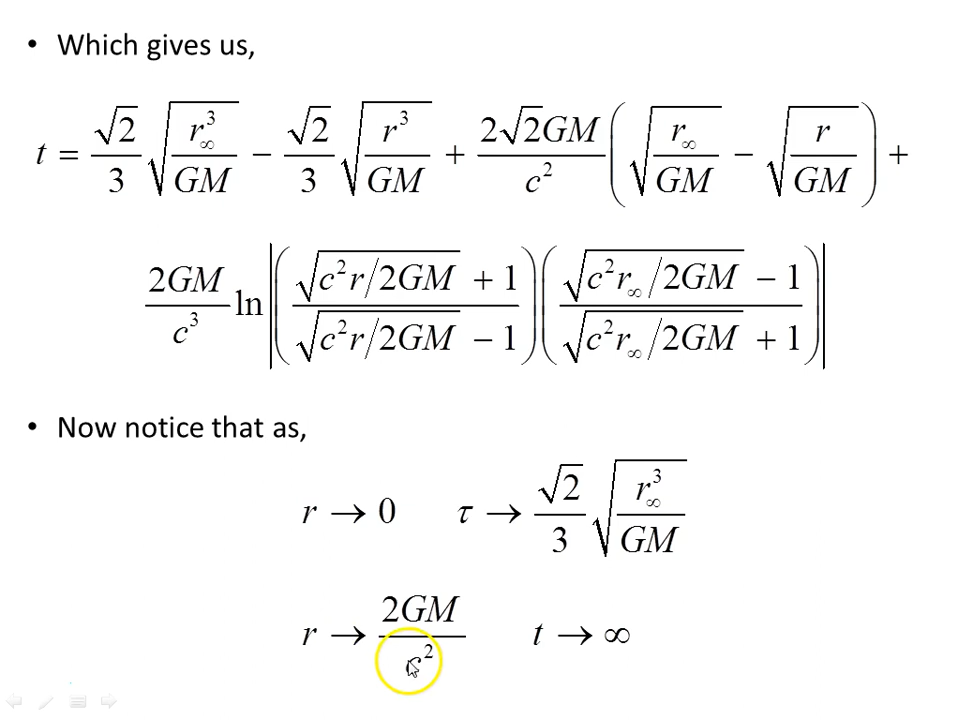 • Which gives us,
t = √2/3 √(r∞³/GM) − √2/3 √(r³/GM) + 2√2GM/c² (√(r∞/GM) − √(r/GM)) +
2GM/c³ ln |((√(c²r/2GM) + 1)/(√(c²r/2GM) − 1)) ((√(c²r∞/2GM) − 1)/(√(c²r∞/2GM) + 1))|
• Now notice that as,
r → 0 τ → √2/3 √(r∞³/GM)
r → 2GM/c² t → ∞